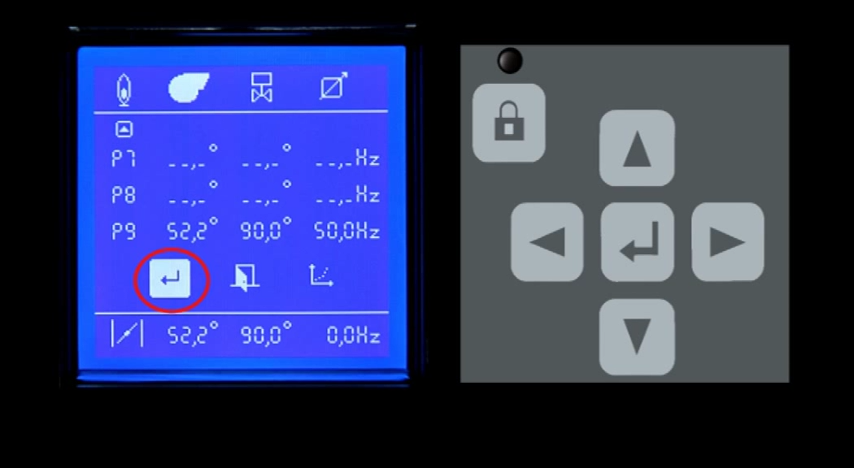 P7 --,-° --,-° --,-Hz
P8 --,-° --,-° --,-Hz
P9 52,2° 90,0° 50,0Hz
52,2° 90,0° 0,0Hz